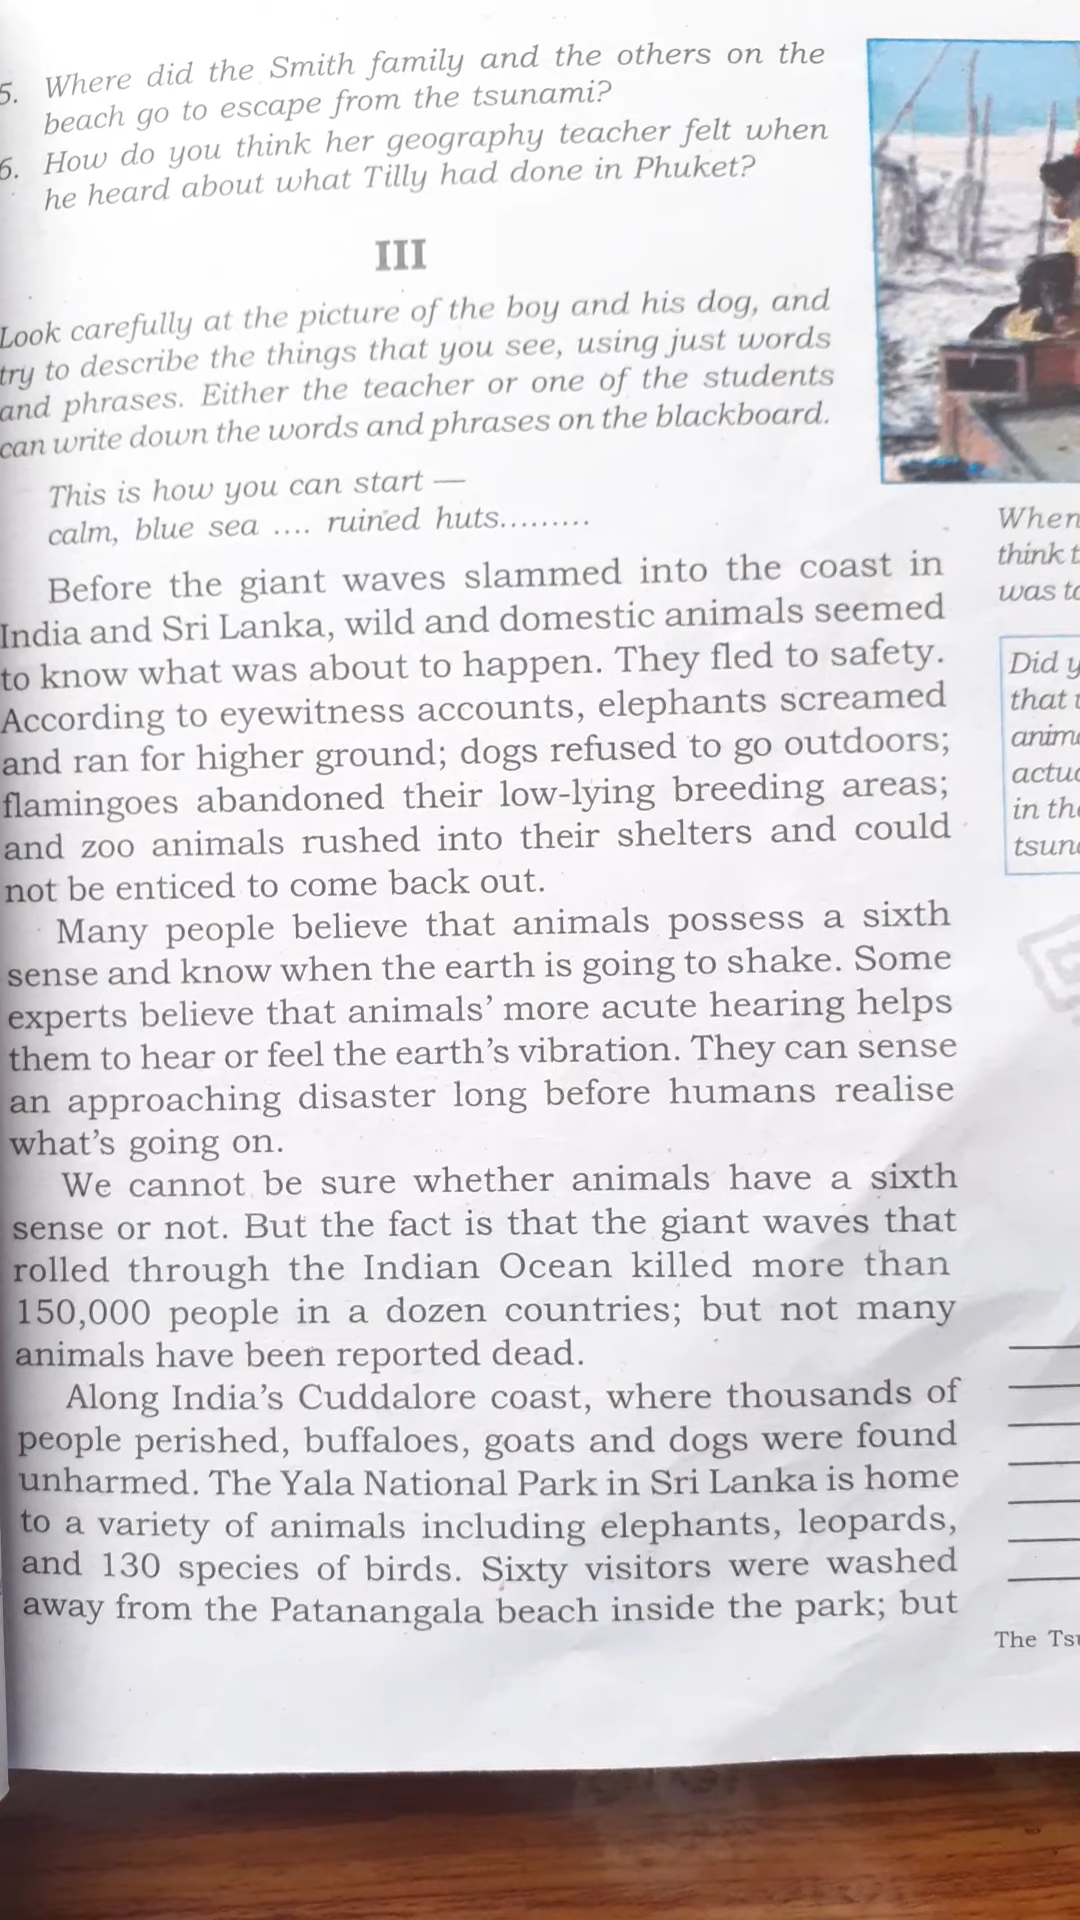 5. Where did the Smith family and the others on the
beach go to escape from the tsunami?
6. How do you think her geography teacher felt when
he heard about what Tilly had done in Phuket?
III
Look carefully at the picture of the boy and his dog, and
try to describe the things that you see, using just words
and phrases. Either the teacher or one of the students
can write down the words and phrases on the blackboard.
This is how you can start —
calm, blue sea .... ruined huts.........
Before the giant waves slammed into the coast in
India and Sri Lanka, wild and domestic animals seemed
to know what was about to happen. They fled to safety.
According to eyewitness accounts, elephants screamed
and ran for higher ground; dogs refused to go outdoors;
flamingoes abandoned their low-lying breeding areas;
and zoo animals rushed into their shelters and could
not be enticed to come back out.
Many people believe that animals possess a sixth
sense and know when the earth is going to shake. Some
experts believe that animals’ more acute hearing helps
them to hear or feel the earth’s vibration. They can sense
an approaching disaster long before humans realise
what’s going on.
We cannot be sure whether animals have a sixth
sense or not. But the fact is that the giant waves that
rolled through the Indian Ocean killed more than
150,000 people in a dozen countries; but not many
animals have been reported dead.
Along India’s Cuddalore coast, where thousands of
people perished, buffaloes, goats and dogs were found
unharmed. The Yala National Park in Sri Lanka is home
to a variety of animals including elephants, leopards,
and 130 species of birds. Sixty visitors were washed
away from the Patanangala beach inside the park; but
When
think
was
Did
that
in
The